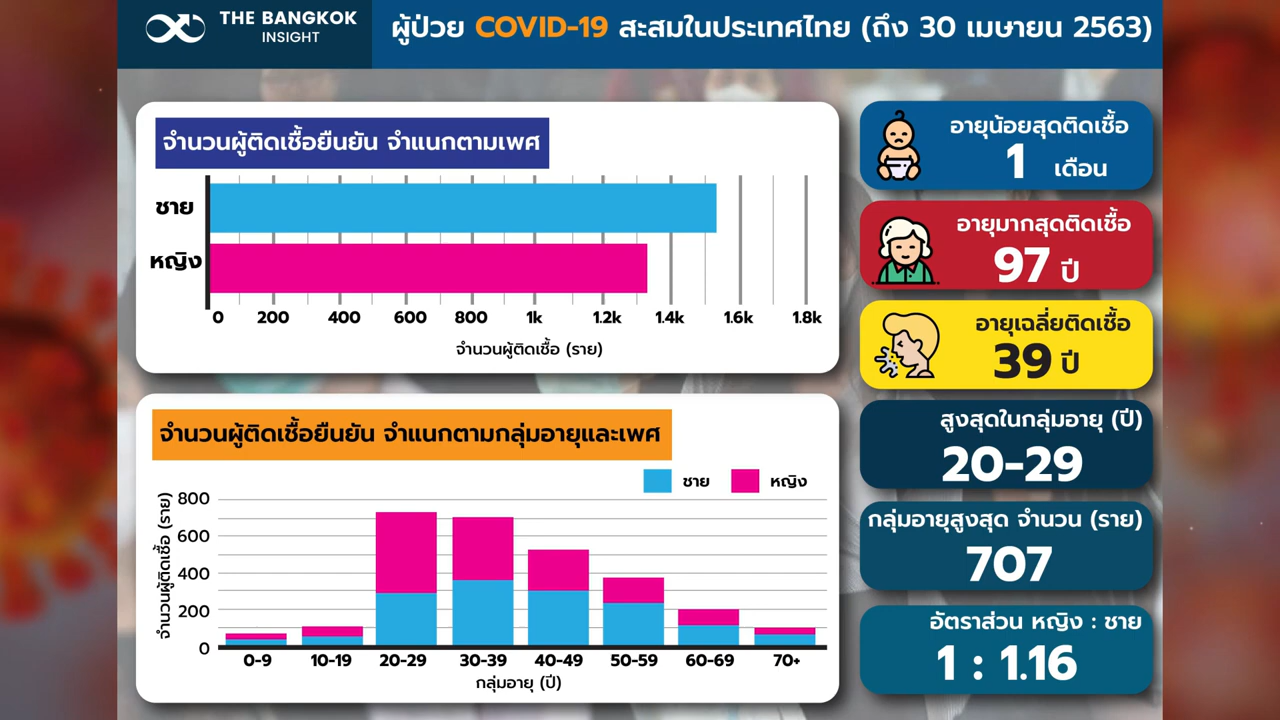 THE BANGKOK
INSIGHT
ผู้ป่วย COVID-19 สะสมในประเทศไทย (ถึง 30 เมษายน 2563)
จำนวนผู้ติดเชื้อยืนยัน จำแนกตามเพศ
ชาย
หญิง
0 200 400 600 800 1k 1.2k 1.4k 1.6k 1.8k
จำนวนผู้ติดเชื้อ (ราย)
จำนวนผู้ติดเชื้อยืนยัน จำแนกตามกลุ่มอายุและเพศ
ชาย หญิง
จำนวนผู้ติดเชื้อ (ราย)
800
600
400
200
0
0-9 10-19 20-29 30-39 40-49 50-59 60-69 70+
กลุ่มอายุ (ปี)
อายุน้อยสุดติดเชื้อ
1 เดือน
อายุมากสุดติดเชื้อ
97 ปี
อายุเฉลี่ยติดเชื้อ
39 ปี
สูงสุดในกลุ่มอายุ (ปี)
20-29
กลุ่มอายุสูงสุด จำนวน (ราย)
707
อัตราส่วน หญิง : ชาย
1 : 1.16